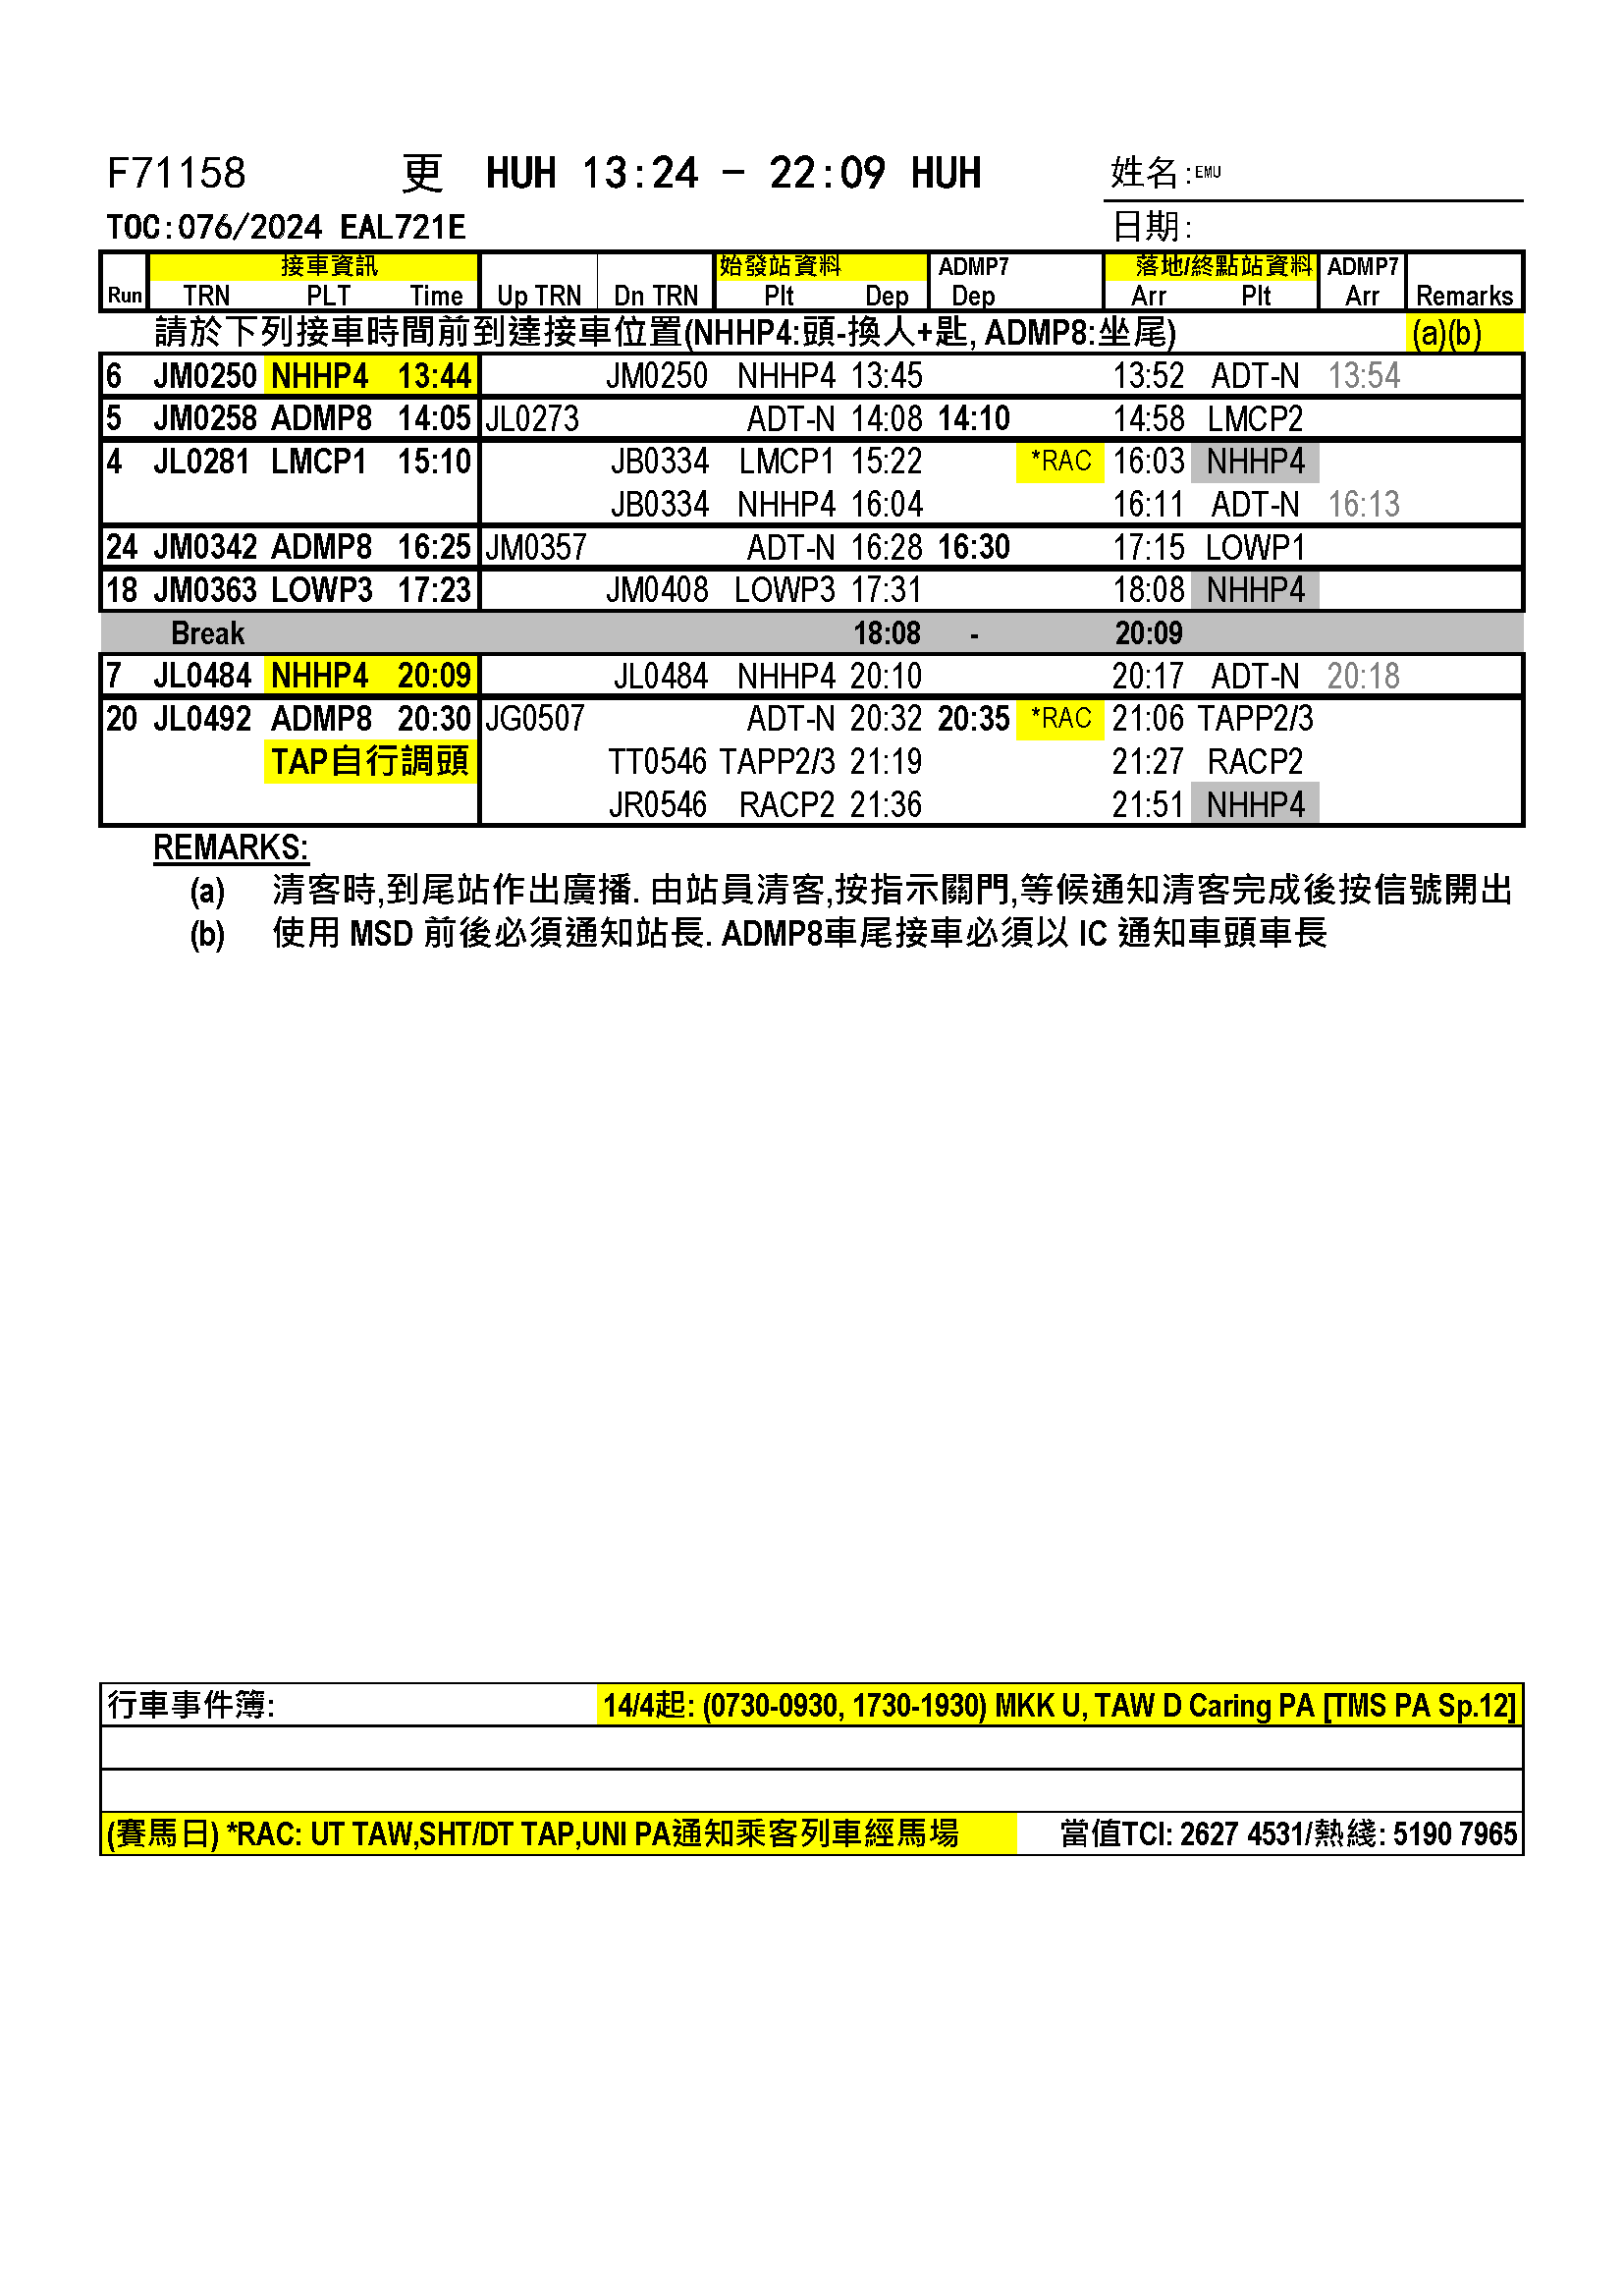 F71158 更 HUH 13:24 - 22:09 HUH 姓名:EMU
TOC:076/2024 EAL721E 日期:
接車資訊 始發站資料 ADMP7 落地/終點站資料 ADMP7
Run TRN PLT Time Up TRN Dn TRN Plt Dep Dep Arr Plt Arr Remarks
請於下列接車時間前到達接車位置(NHHP4:頭-換人+匙, ADMP8:坐尾) (a)(b)
6 JM0250 NHHP4 13:44 JM0250 NHHP4 13:45 13:52 ADT-N 13:54
5 JM0258 ADMP8 14:05 JL0273 ADT-N 14:08 14:10 14:58 LMCP2
4 JL0281 LMCP1 15:10 JB0334 LMCP1 15:22 *RAC 16:03 NHHP4
JB0334 NHHP4 16:04 16:11 ADT-N 16:13
24 JM0342 ADMP8 16:25 JM0357 ADT-N 16:28 16:30 17:15 LOWP1
18 JM0363 LOWP3 17:23 JM0408 LOWP3 17:31 18:08 NHHP4
Break 18:08 - 20:09
7 JL0484 NHHP4 20:09 JL0484 NHHP4 20:10 20:17 ADT-N 20:18
20 JL0492 ADMP8 20:30 JG0507 ADT-N 20:32 20:35 *RAC 21:06 TAPP2/3
TAP自行調頭 TT0546 TAPP2/3 21:19 21:27 RACP2
JR0546 RACP2 21:36 21:51 NHHP4
REMARKS:
(a) 清客時,到尾站作出廣播. 由站員清客,按指示關門,等候通知清客完成後按信號開出
(b) 使用 MSD 前後必須通知站長. ADMP8車尾接車必須以 IC 通知車頭車長
行車事件簿: 14/4起: (0730-0930, 1730-1930) MKK U, TAW D Caring PA [TMS PA Sp.12]
(賽馬日) *RAC: UT TAW,SHT/DT TAP,UNI PA通知乘客列車經馬場 當值TCI: 2627 4531/熱綫: 5190 7965